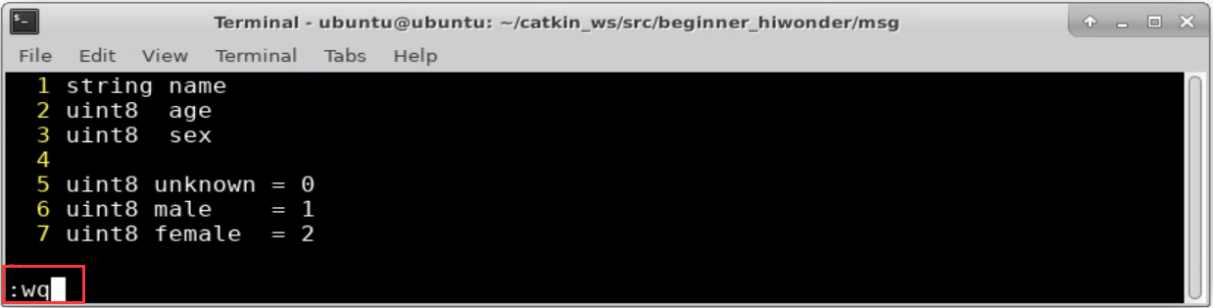 Terminal - ubuntu@ubuntu: ~/catkin_ws/src/beginner_hiwonder/msg
File Edit View Terminal Tabs Help
1 string name
2 uint8  age
3 uint8  sex
4
5 uint8 unknown = 0
6 uint8 male    = 1
7 uint8 female  = 2
:wq